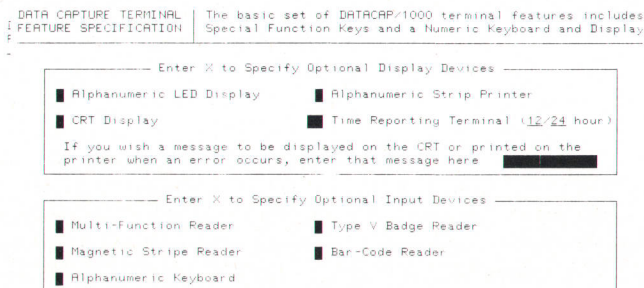 DATA CAPTURE TERMINAL
FEATURE SPECIFICATION
The basic set of DATACAP/1000 terminal features includes
Special Function Keys and a Numeric Keyboard and Display
Enter X to Specify Optional Display Devices
Alphanumeric LED Display
Alphanumeric Strip Printer
CRT Display
Time Reporting Terminal (12/24 hour)
If you wish a message to be displayed on the CRT or printed on the
printer when an error occurs, enter that message here
Enter X to Specify Optional Input Devices
Multi-Function Reader
Type V Badge Reader
Magnetic Stripe Reader
Bar-Code Reader
Alphanumeric Keyboard